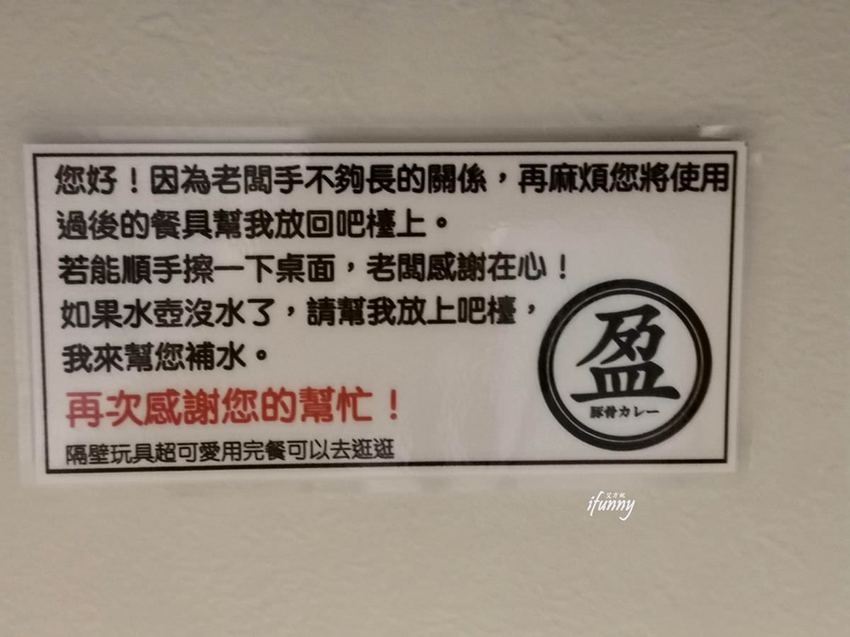 您好！因為老闆手不夠長的關係，再麻煩您將使用
過後的餐具幫我放回吧檯上。
若能順手擦一下桌面，老闆感謝在心！
如果水壺沒水了，請幫我放上吧檯，
我來幫您補水。
再次感謝您的幫忙！
隔壁玩具超可愛用完餐可以去逛逛
盈
豚骨カレー
艾方妮
ifunny